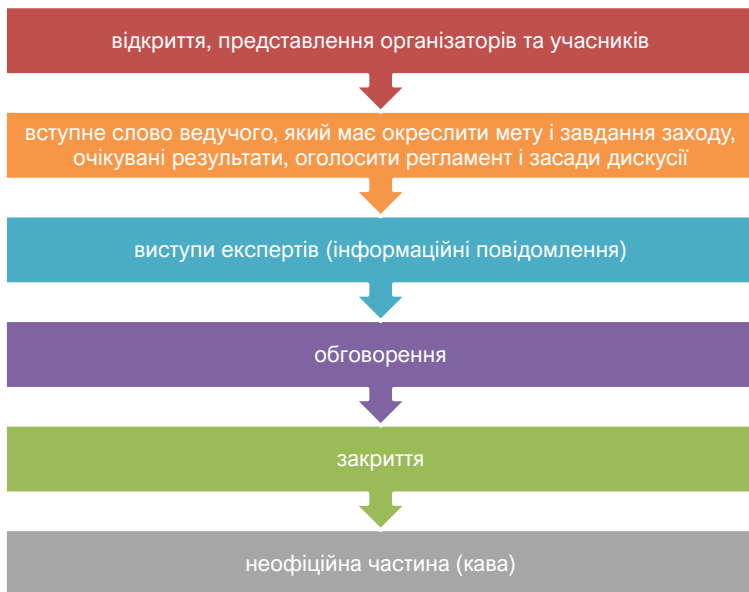 відкриття, представлення організаторів та учасників
вступне слово ведучого, який має окреслити мету і завдання заходу,
очікувані результати, оголосити регламент і засади дискусії
виступи експертів (інформаційні повідомлення)
обговорення
закриття
неофіційна частина (кава)